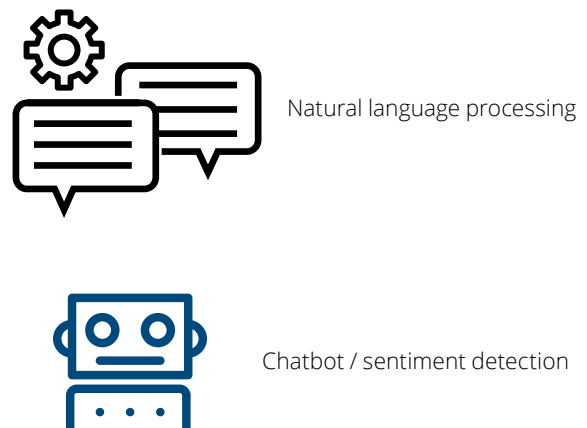 Natural language processing
Chatbot / sentiment detection